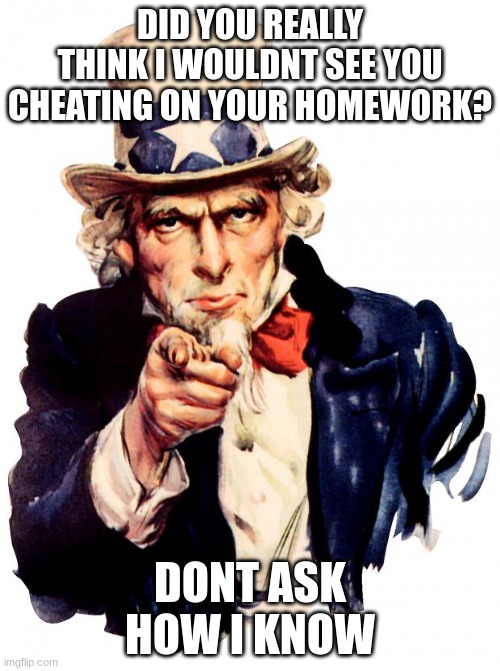 DID YOU REALLY
THINK I WOULDNT SEE YOU
CHEATING ON YOUR HOMEWORK?
DONT ASK
HOW I KNOW
imgflip.com